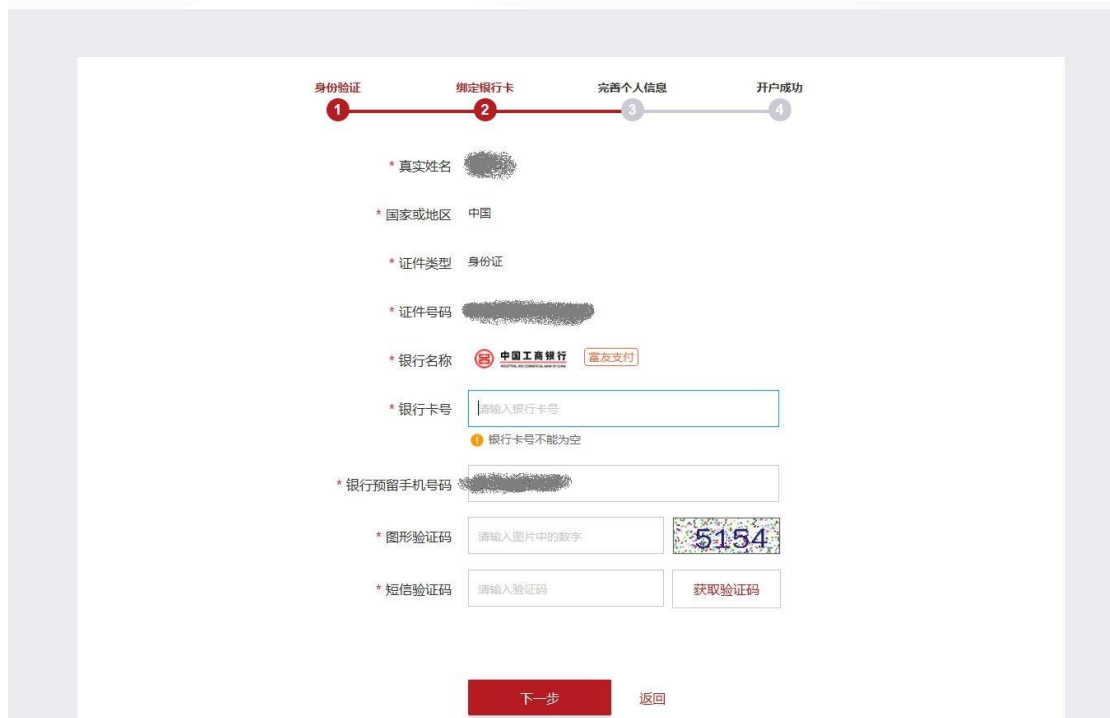 身份验证 绑定银行卡 完善个人信息 开户成功
1 2 3 4
* 真实姓名
* 国家或地区 中国
* 证件类型 身份证
* 证件号码
* 银行名称 中国工商银行 富友支付
INDUSTRIAL AND COMMERCIAL BANK OF CHINA
* 银行卡号 请输入银行卡号
! 银行卡号不能为空
* 银行预留手机号码
* 图形验证码 请输入图片中的数字 5154
* 短信验证码 请输入验证码 获取验证码
下一步 返回